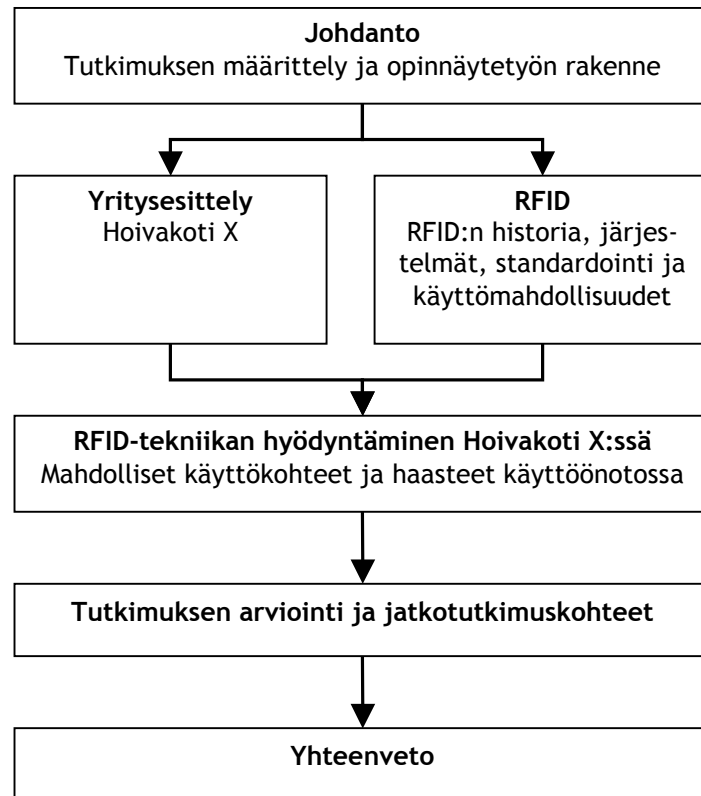 Johdanto
Tutkimuksen määrittely ja opinnäytetyön rakenne
Yritysesittely
Hoivakoti X
RFID
RFID:n historia, järjes-
telmät, standardointi ja
käyttömahdollisuudet
RFID-tekniikan hyödyntäminen Hoivakoti X:ssä
Mahdolliset käyttökohteet ja haasteet käyttöönotossa
Tutkimuksen arviointi ja jatkotutkimuskohteet
Yhteenveto